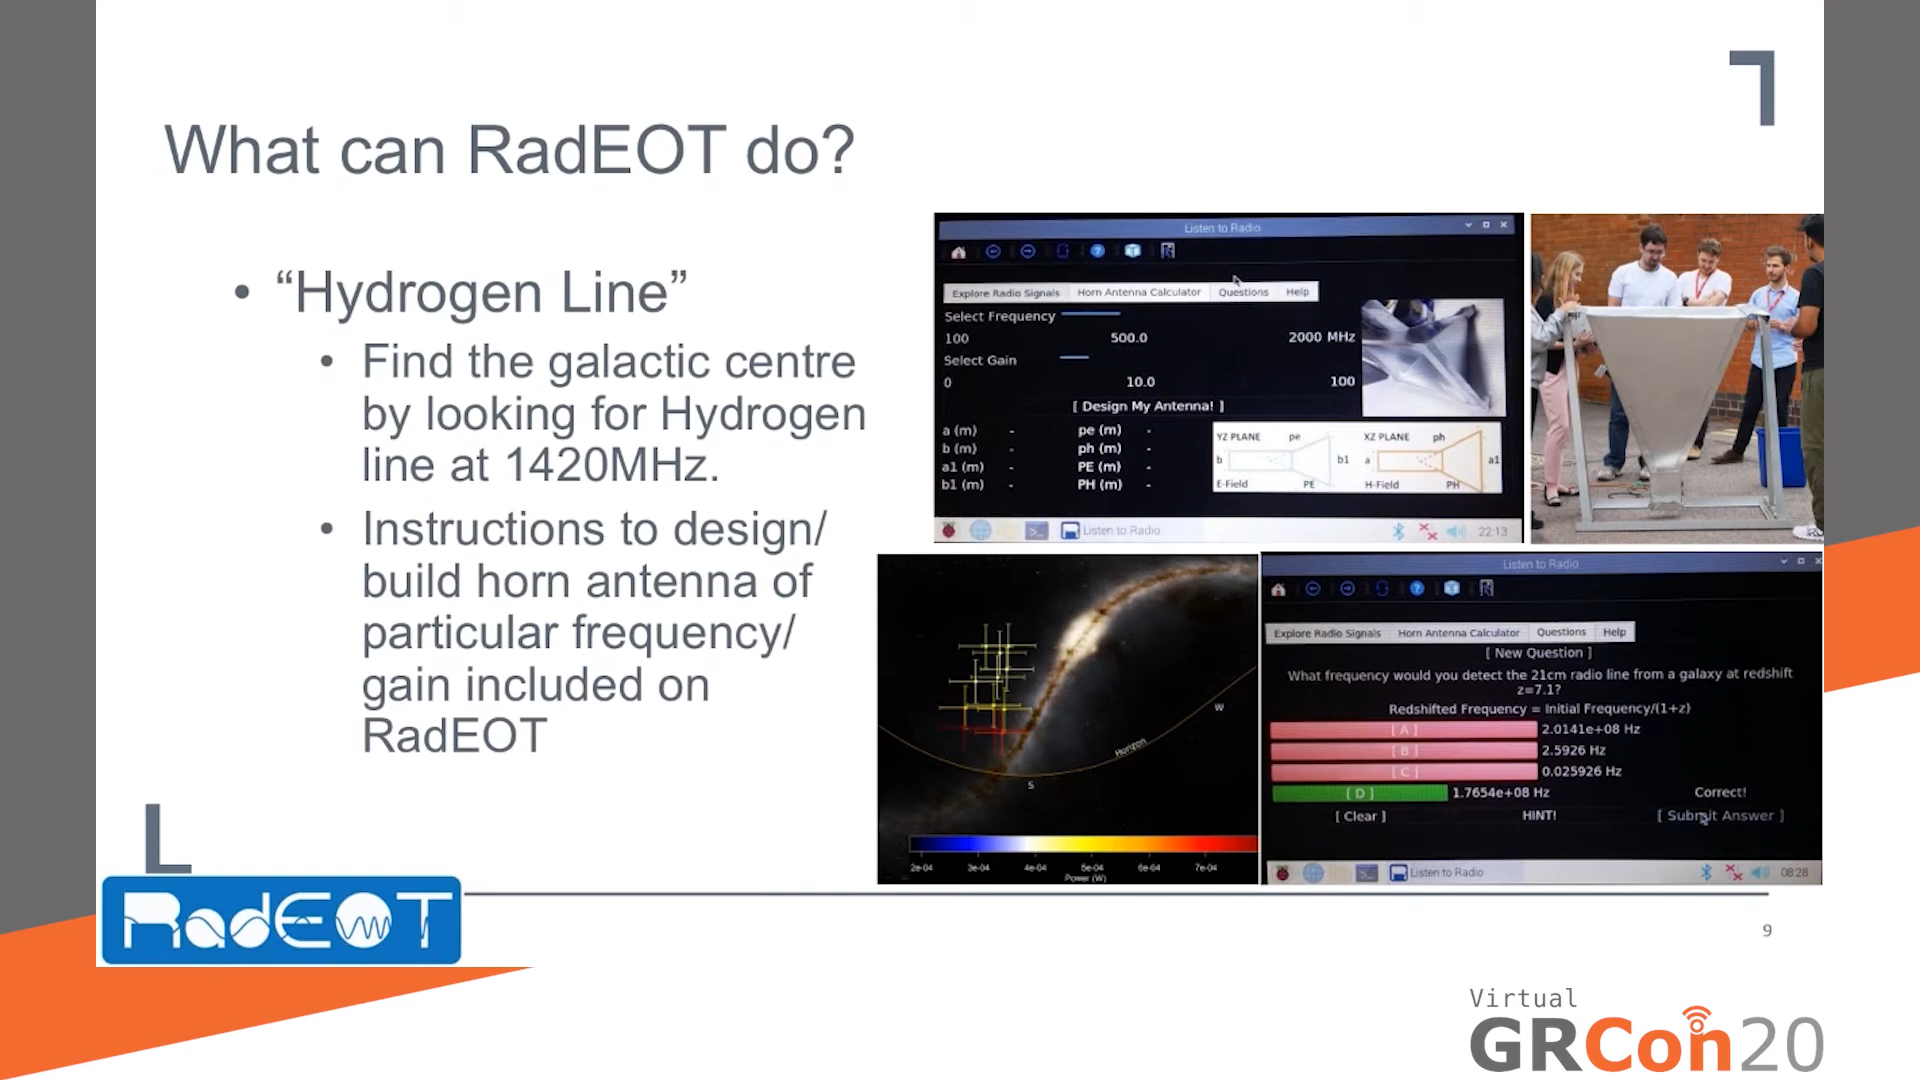 What can RadEOT do?
• “Hydrogen Line”
• Find the galactic centre
by looking for Hydrogen
line at 1420MHz.
• Instructions to design/
build horn antenna of
particular frequency/
gain included on
RadEOT
Listen to Radio
Explore Radio Signals Horn Antenna Calculator Questions Help
Select Frequency
100 500.0 2000 MHz
Select Gain
0 10.0 100
[ Design My Antenna! ]
a (m) - pe (m) -
b (m) - ph (m) -
a1 (m) - PE (m) -
b1 (m) - PH (m) -
YZ PLANE pe XZ PLANE ph
b b1 a a1
E-Field PE H-Field PH
Listen to Radio 22:13
W
Horizon
S
2e-04 3e-04 4e-04 5e-04 6e-04 7e-04
Power (W)
Listen to Radio
Explore Radio Signals Horn Antenna Calculator Questions Help
[ New Question ]
What frequency would you detect the 21cm radio line from a galaxy at redshift
z=7.1?
Redshifted Frequency = Initial Frequency/(1+z)
[ A ] 2.0141e+08 Hz
[ B ] 2.5926 Hz
[ C ] 0.025926 Hz
[ D ] 1.7654e+08 Hz Correct!
[ Clear ] HINT! [ Submit Answer ]
Listen to Radio 08:28
RadEOT
9
Virtual
GRCon20